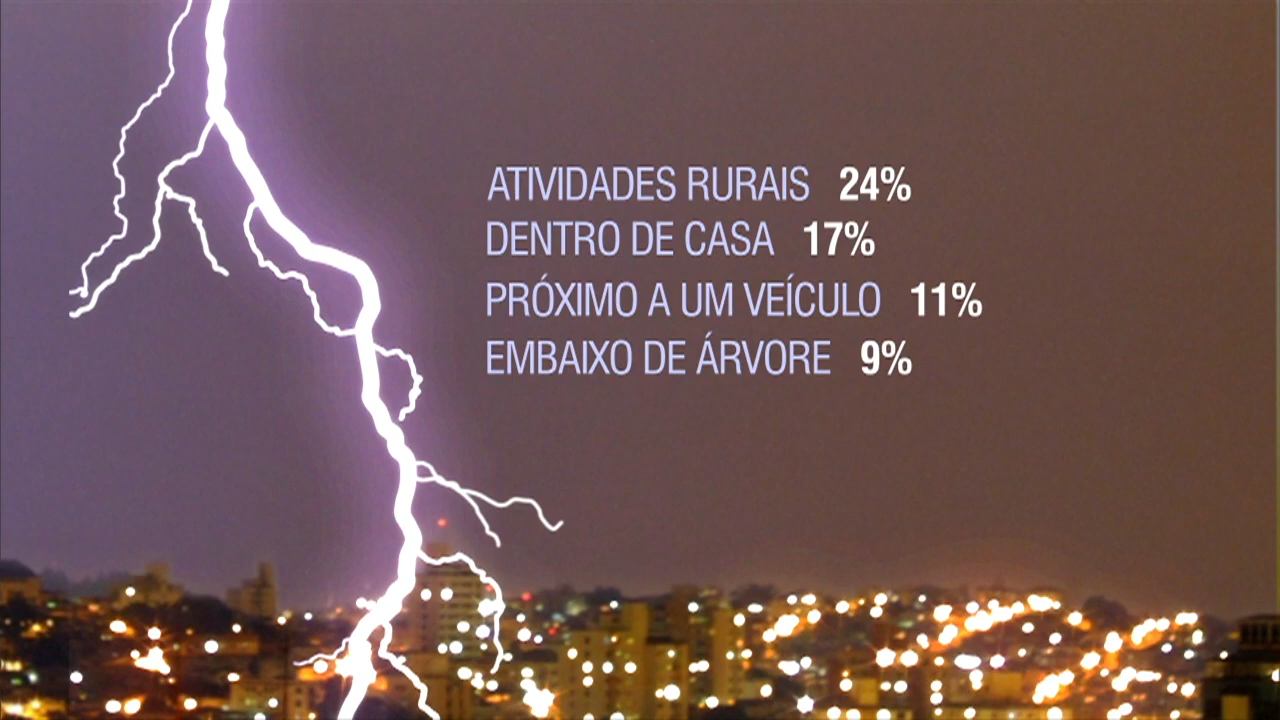 ATIVIDADES RURAIS 24%
DENTRO DE CASA 17%
PRÓXIMO A UM VEÍCULO 11%
EMBAIXO DE ÁRVORE 9%